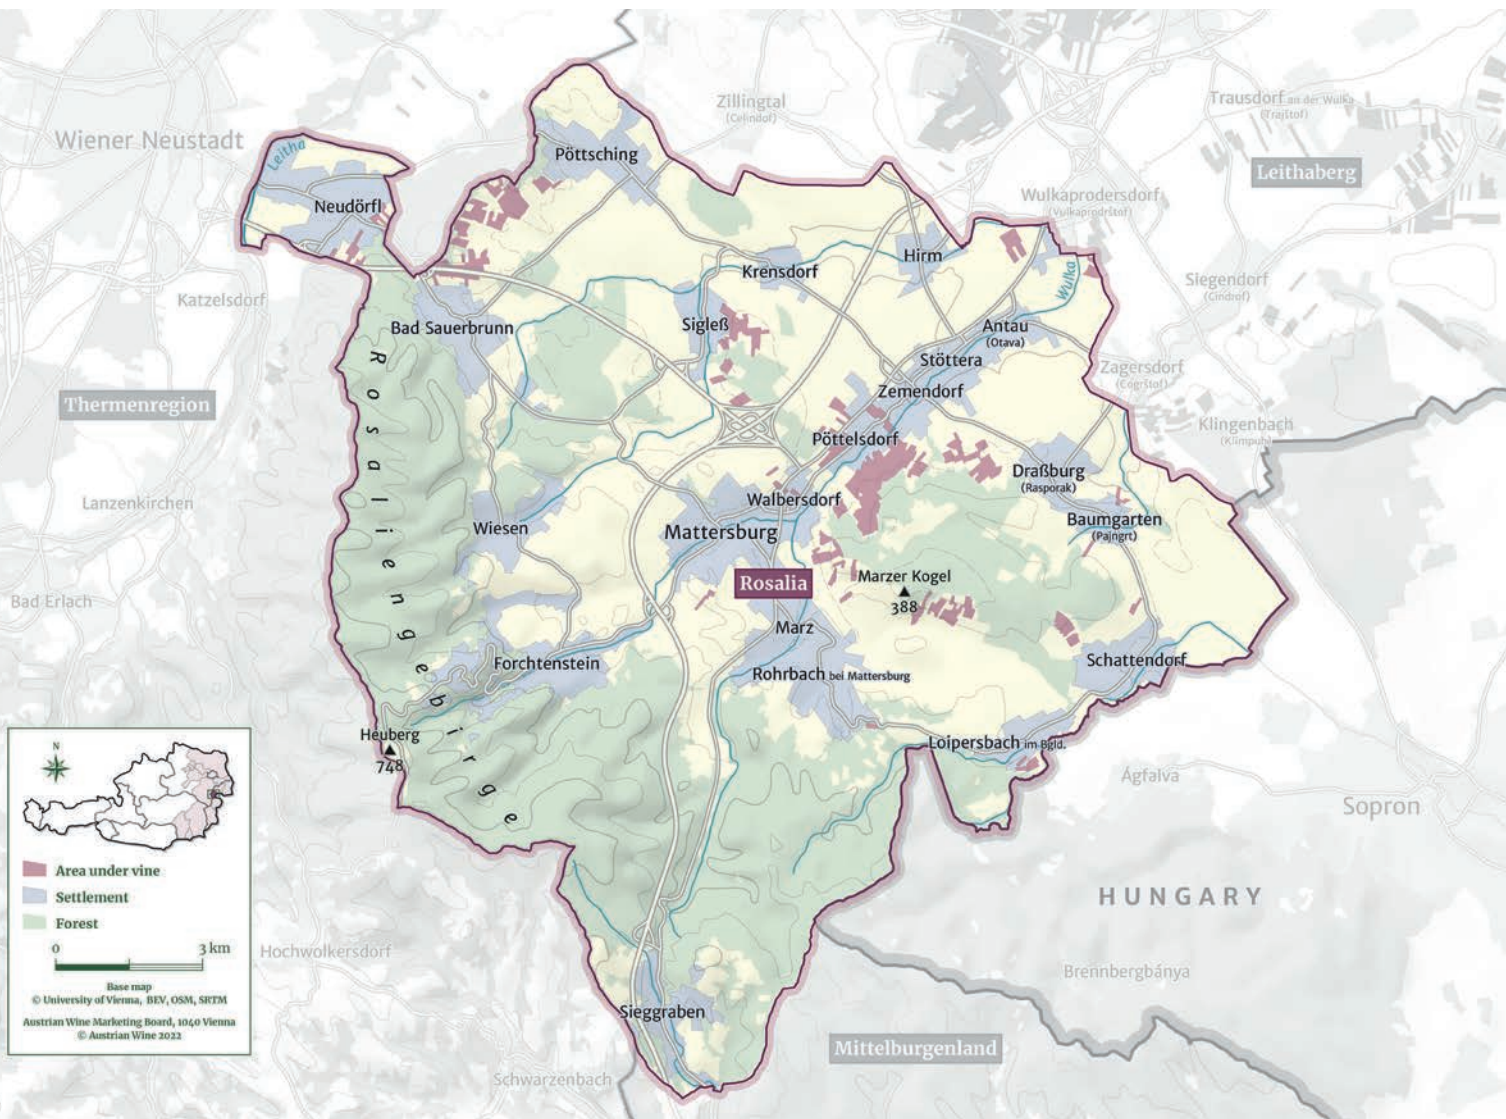 Zillingtal
(Celindof)
Trausdorf an der Wulka
(Trajštof)
Wiener Neustadt
Leitha
Pöttsching
Leithaberg
Neudörfl
Wulkaprodersdorf
(Vulkaprodrštof)
Hirm
Krensdorf
Wulka
Siegendorf
(Cindrof)
Katzelsdorf
Bad Sauerbrunn
Sigleß
Antau
(Otava)
Stöttera
Zagersdorf
(Cogrštof)
Zemendorf
Thermenregion
Rosaliengebirge
Klingenbach
(Klimpuh)
Pöttelsdorf
Draßburg
(Rasporak)
Lanzenkirchen
Walbersdorf
Wiesen
Mattersburg
Baumgarten
(Pajngrt)
Rosalia
Marzer Kogel
388
Bad Erlach
Marz
Forchtenstein
Rohrbach bei Mattersburg
Schattendorf
Heuberg
748
Loipersbach im Bgld.
Ágfalva
Sopron
N
Area under vine
Settlement
Forest
0 3 km
Base map
© University of Vienna, BEV, OSM, SRTM
Austrian Wine Marketing Board, 1040 Vienna
© Austrian Wine 2022
HUNGARY
Hochwolkersdorf
Brennbergbánya
Sieggraben
Mittelburgenland
Schwarzenbach